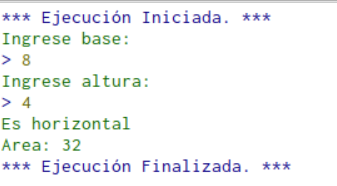 *** Ejecución Iniciada. ***
Ingrese base:
> 8
Ingrese altura:
> 4
Es horizontal
Area: 32
*** Ejecución Finalizada. ***